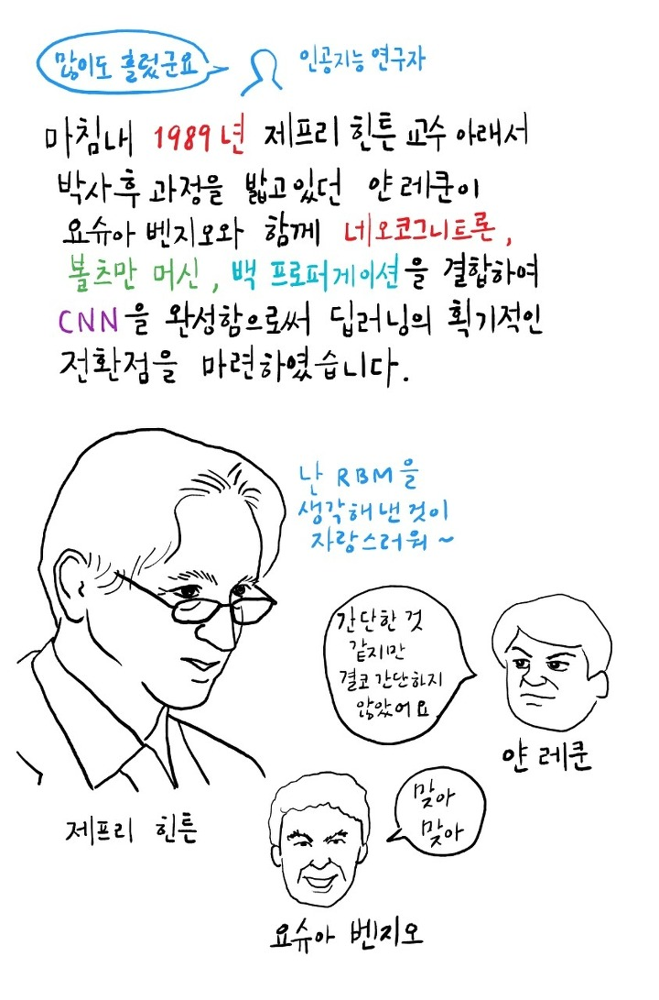 많이도 흘렀군요
인공지능 연구자
마침내 1989년 제프리 힌튼 교수 아래서
박사 후 과정을 밟고 있던 얀 레쿤이
요슈아 벤지오와 함께 네오코그니트론,
볼츠만 머신, 백 프로퍼게이션을 결합하여
CNN을 완성함으로써 딥러닝의 획기적인
전환점을 마련하였습니다.
난 RBM을
생각해 낸 것이
자랑스러워~
간단한 것
같지만
결코 간단하지
않았어요
얀 레쿤
제프리 힌튼
맞아
맞아
요슈아 벤지오